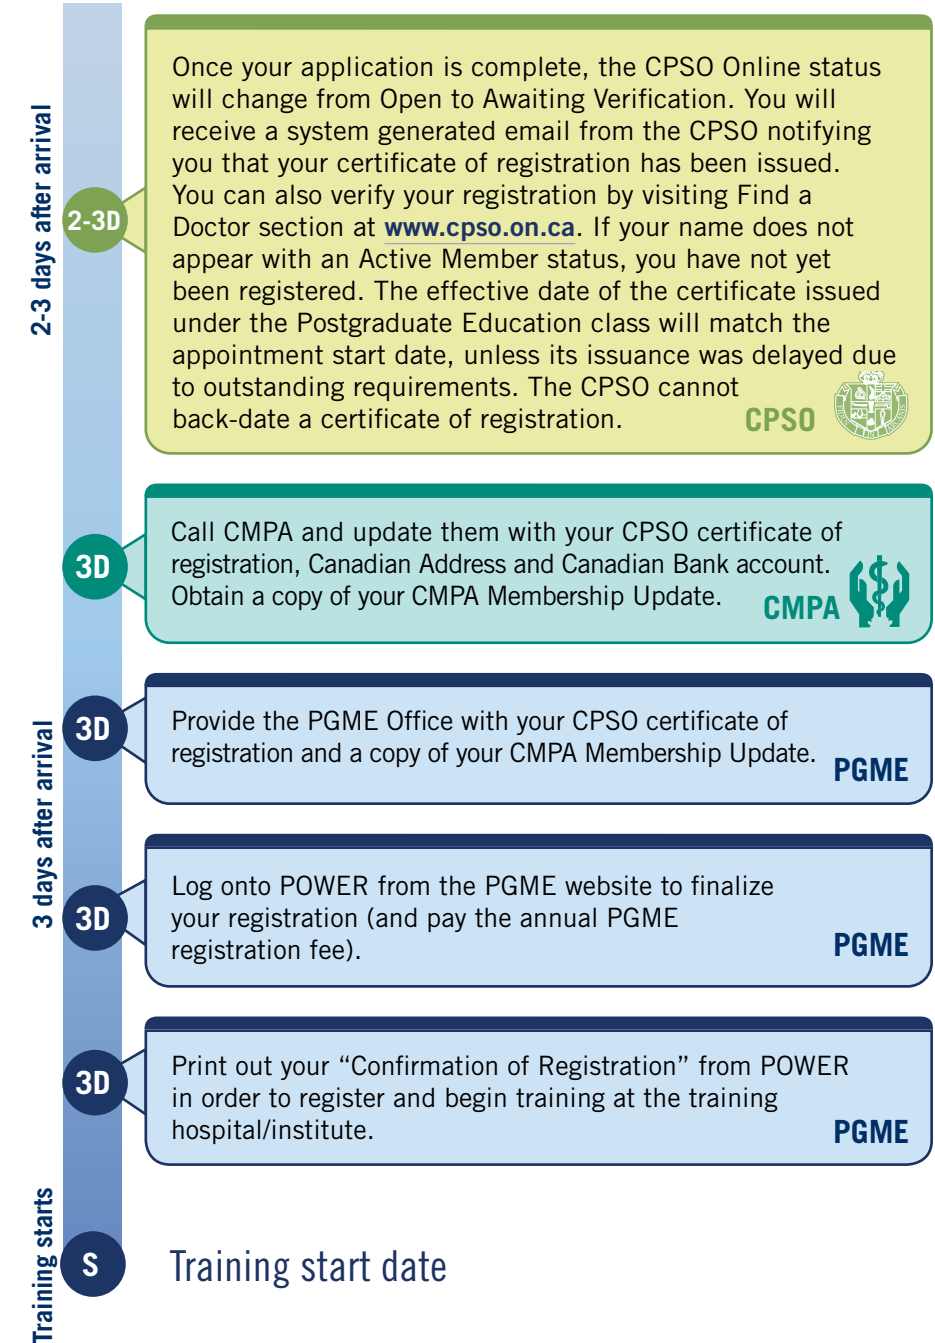 2-3 days after arrival
2-3D
Once your application is complete, the CPSO Online status
will change from Open to Awaiting Verification. You will
receive a system generated email from the CPSO notifying
you that your certificate of registration has been issued.
You can also verify your registration by visiting Find a
Doctor section at www.cpso.on.ca. If your name does not
appear with an Active Member status, you have not yet
been registered. The effective date of the certificate issued
under the Postgraduate Education class will match the
appointment start date, unless its issuance was delayed due
to outstanding requirements. The CPSO cannot
back-date a certificate of registration.
CPSO
3D
Call CMPA and update them with your CPSO certificate of
registration, Canadian Address and Canadian Bank account.
Obtain a copy of your CMPA Membership Update.
CMPA
3 days after arrival
3D
Provide the PGME Office with your CPSO certificate of
registration and a copy of your CMPA Membership Update.
PGME
3D
Log onto POWER from the PGME website to finalize
your registration (and pay the annual PGME
registration fee).
PGME
3D
Print out your “Confirmation of Registration” from POWER
in order to register and begin training at the training
hospital/institute.
PGME
Training starts
S
Training start date